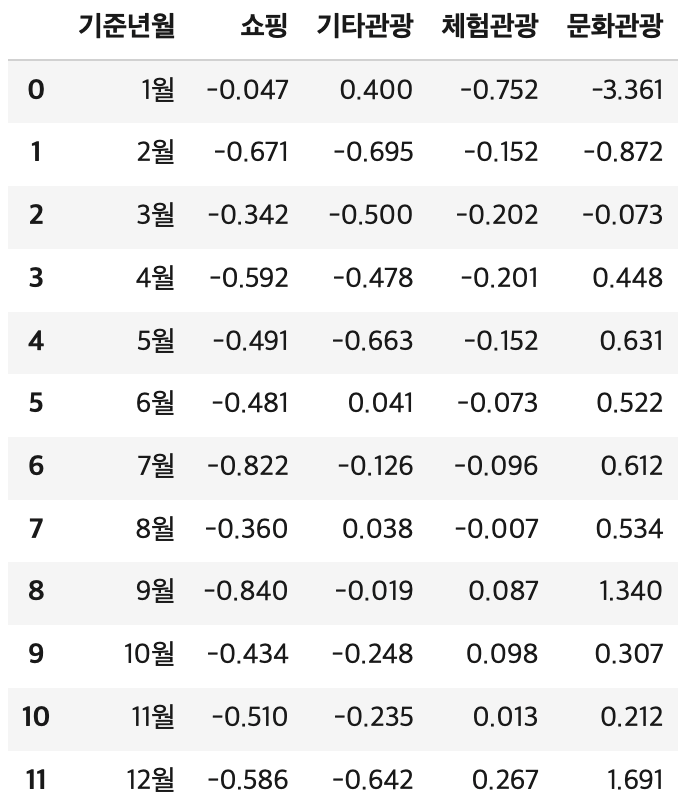 기준년월 쇼핑 기타관광 체험관광 문화관광
0 1월 -0.047 0.400 -0.752 -3.361
1 2월 -0.671 -0.695 -0.152 -0.872
2 3월 -0.342 -0.500 -0.202 -0.073
3 4월 -0.592 -0.478 -0.201 0.448
4 5월 -0.491 -0.663 -0.152 0.631
5 6월 -0.481 0.041 -0.073 0.522
6 7월 -0.822 -0.126 -0.096 0.612
7 8월 -0.360 0.038 -0.007 0.534
8 9월 -0.840 -0.019 0.087 1.340
9 10월 -0.434 -0.248 0.098 0.307
10 11월 -0.510 -0.235 0.013 0.212
11 12월 -0.586 -0.642 0.267 1.691